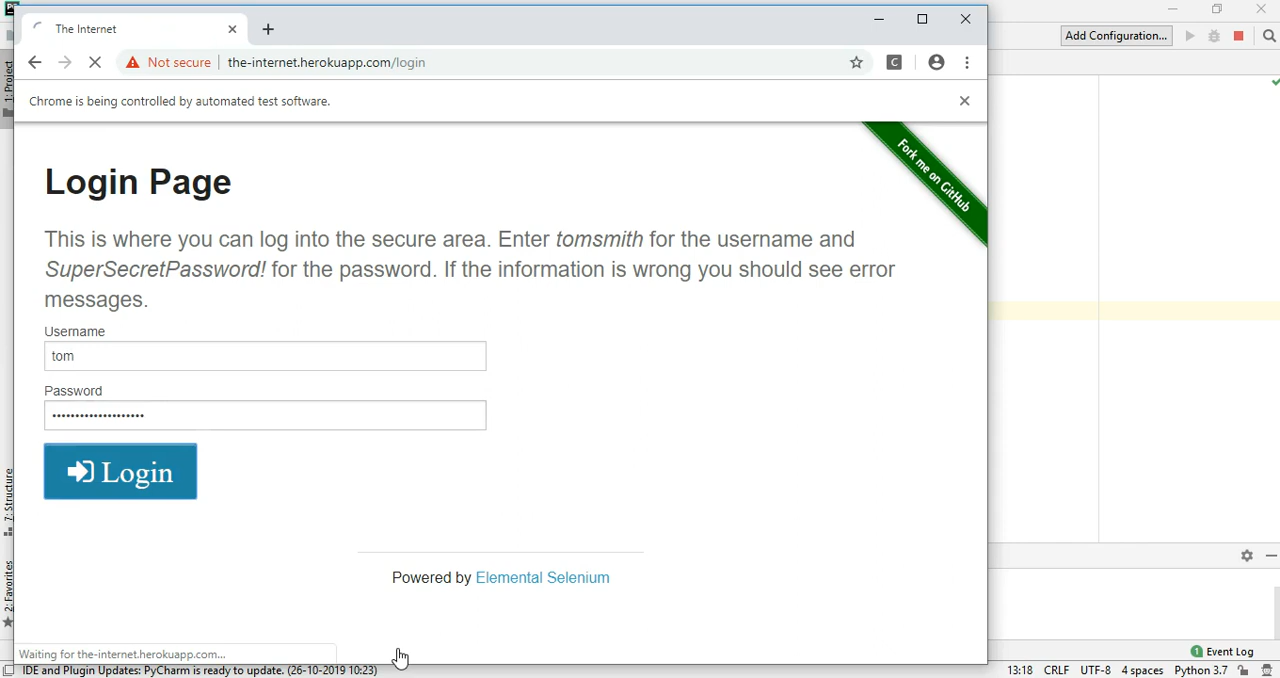 The Internet
Add Configuration...
Not secure
the-internet.herokuapp.com/login
C
Chrome is being controlled by automated test software.
1: Project
Fork me on GitHub
Login Page
This is where you can log into the secure area. Enter tomsmith for the username and
SuperSecretPassword! for the password. If the information is wrong you should see error
messages.
Username
tom
Password
••••••••••••••••••••
Login
7: Structure
2: Favorites
Powered by Elemental Selenium
Waiting for the-internet.herokuapp.com...
1 Event Log
IDE and Plugin Updates: PyCharm is ready to update. (26-10-2019 10:23)
13:18 CRLF UTF-8 4 spaces Python 3.7